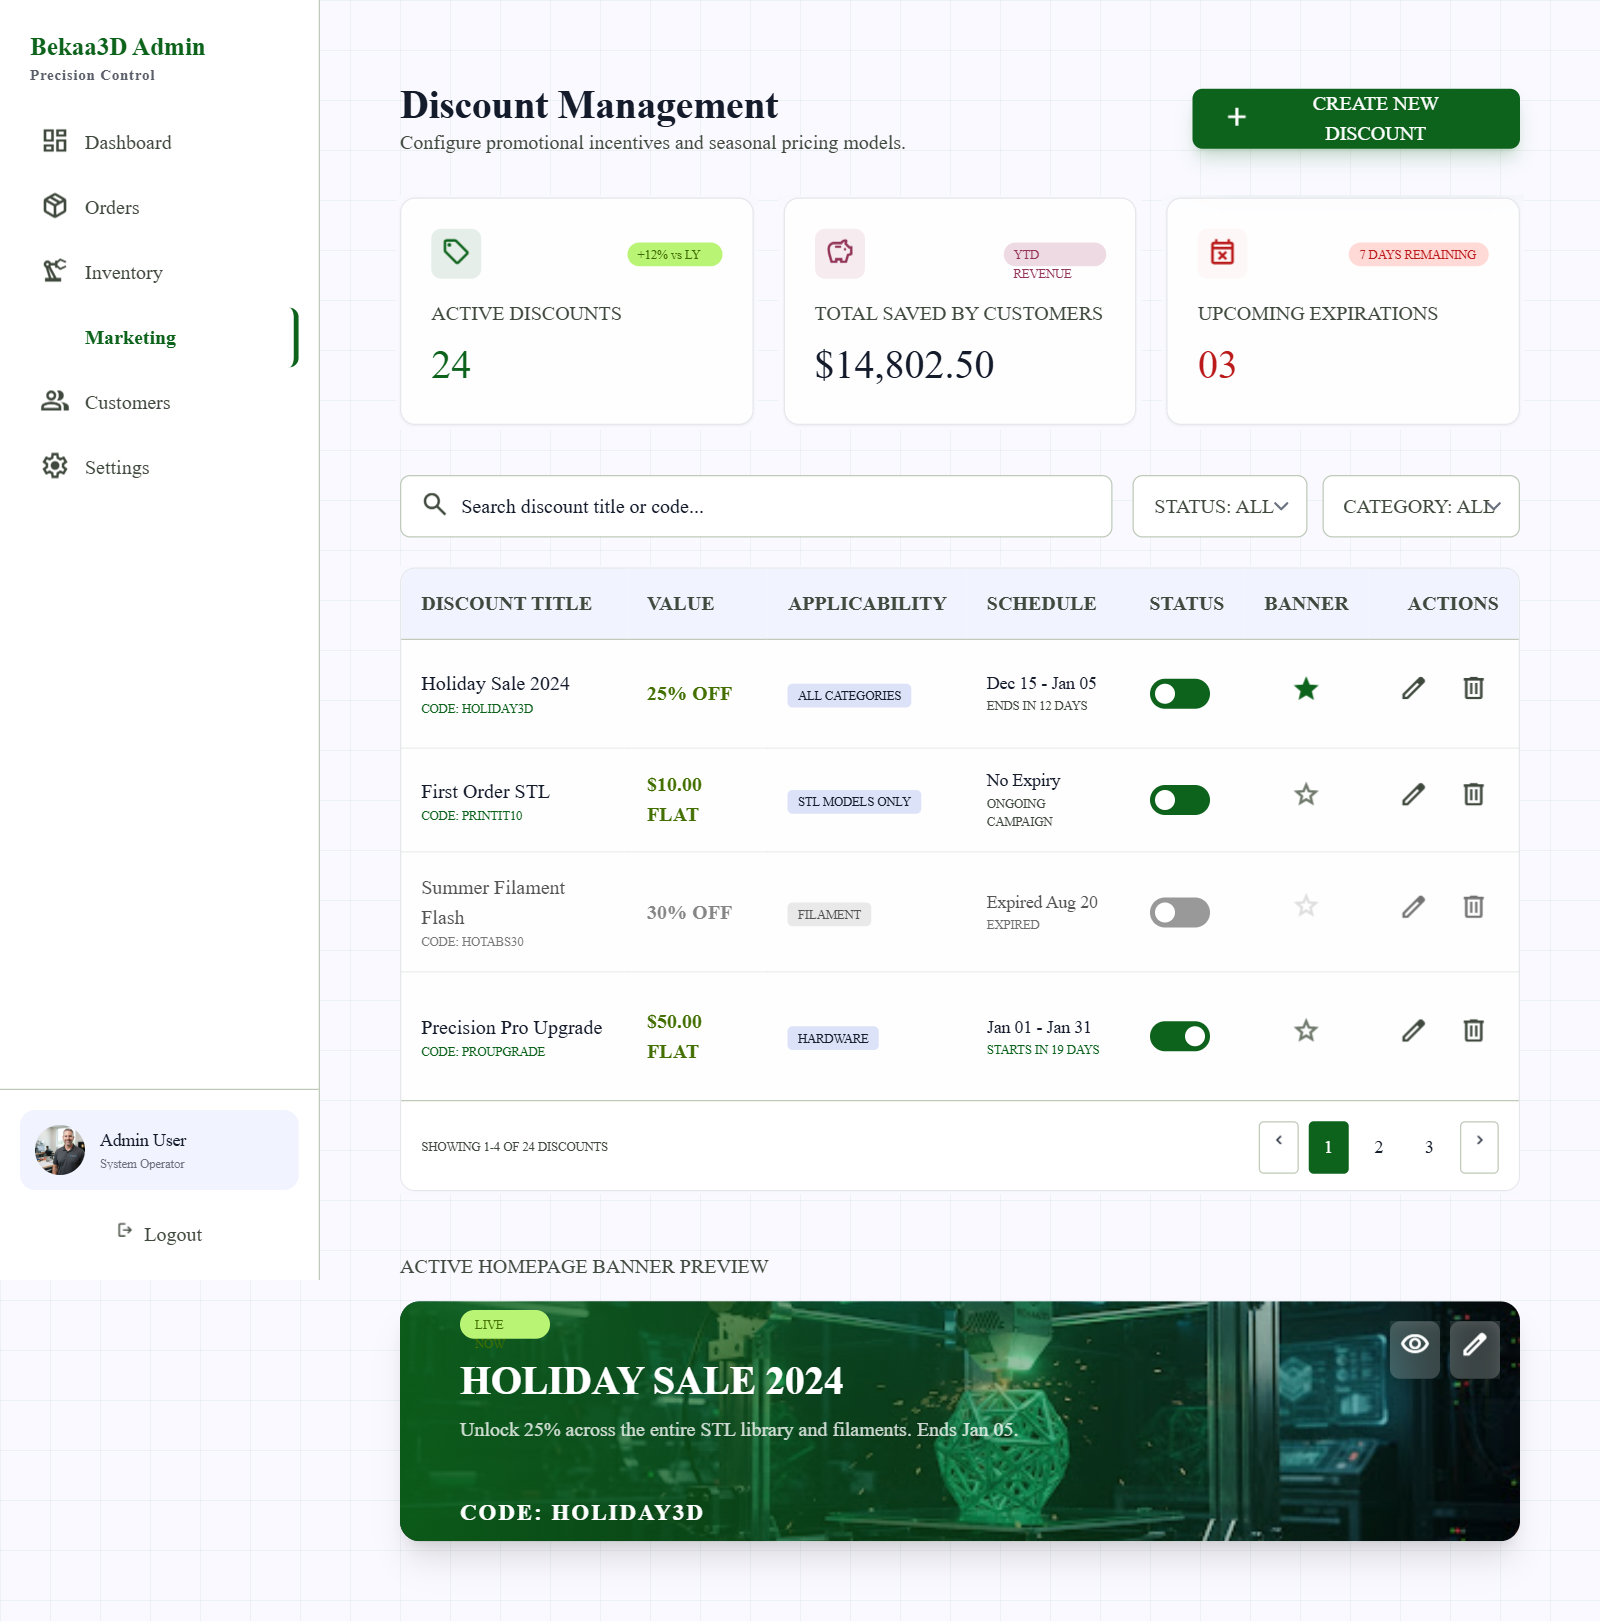 Bekaa3D Admin
Precision Control
Dashboard
Orders
Inventory
Marketing
Customers
Settings
Admin User
System Operator
Logout
Discount Management
Configure promotional incentives and seasonal pricing models.
CREATE NEW
DISCOUNT
+12% vs LY
ACTIVE DISCOUNTS
24
YTD
REVENUE
TOTAL SAVED BY CUSTOMERS
$14,802.50
7 DAYS REMAINING
UPCOMING EXPIRATIONS
03
Search discount title or code...
STATUS: ALL
CATEGORY: ALL
DISCOUNT TITLE VALUE APPLICABILITY SCHEDULE STATUS BANNER ACTIONS
Holiday Sale 2024
CODE: HOLIDAY3D
25% OFF
ALL CATEGORIES
Dec 15 - Jan 05
ENDS IN 12 DAYS
First Order STL
CODE: PRINTIT10
$10.00
FLAT
STL MODELS ONLY
No Expiry
ONGOING
CAMPAIGN
Summer Filament
Flash
CODE: HOTABS30
30% OFF
FILAMENT
Expired Aug 20
EXPIRED
Precision Pro Upgrade
CODE: PROUPGRADE
$50.00
FLAT
HARDWARE
Jan 01 - Jan 31
STARTS IN 19 DAYS
SHOWING 1-4 OF 24 DISCOUNTS
1 2 3
ACTIVE HOMEPAGE BANNER PREVIEW
LIVE
NOW
HOLIDAY SALE 2024
Unlock 25% across the entire STL library and filaments. Ends Jan 05.
CODE: HOLIDAY3D